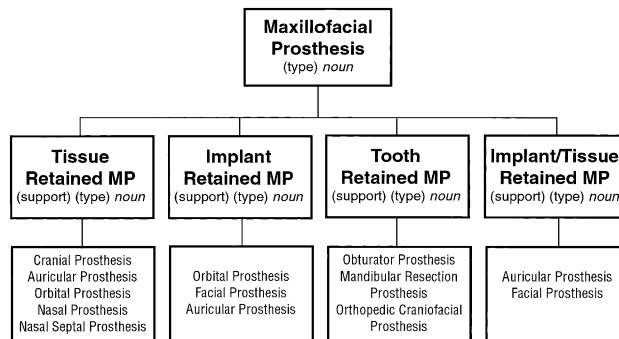 Maxillofacial
Prosthesis
(type) noun
Tissue
Retained MP
(support) (type) noun
Implant
Retained MP
(support) (type) noun
Tooth
Retained MP
(support) (type) noun
Implant/Tissue
Retained MP
(support) (type) noun
Cranial Prosthesis
Auricular Prosthesis
Orbital Prosthesis
Nasal Prosthesis
Nasal Septal Prosthesis
Orbital Prosthesis
Facial Prosthesis
Auricular Prosthesis
Obturator Prosthesis
Mandibular Resection
Prosthesis
Orthopedic Craniofacial
Prosthesis
Auricular Prosthesis
Facial Prosthesis